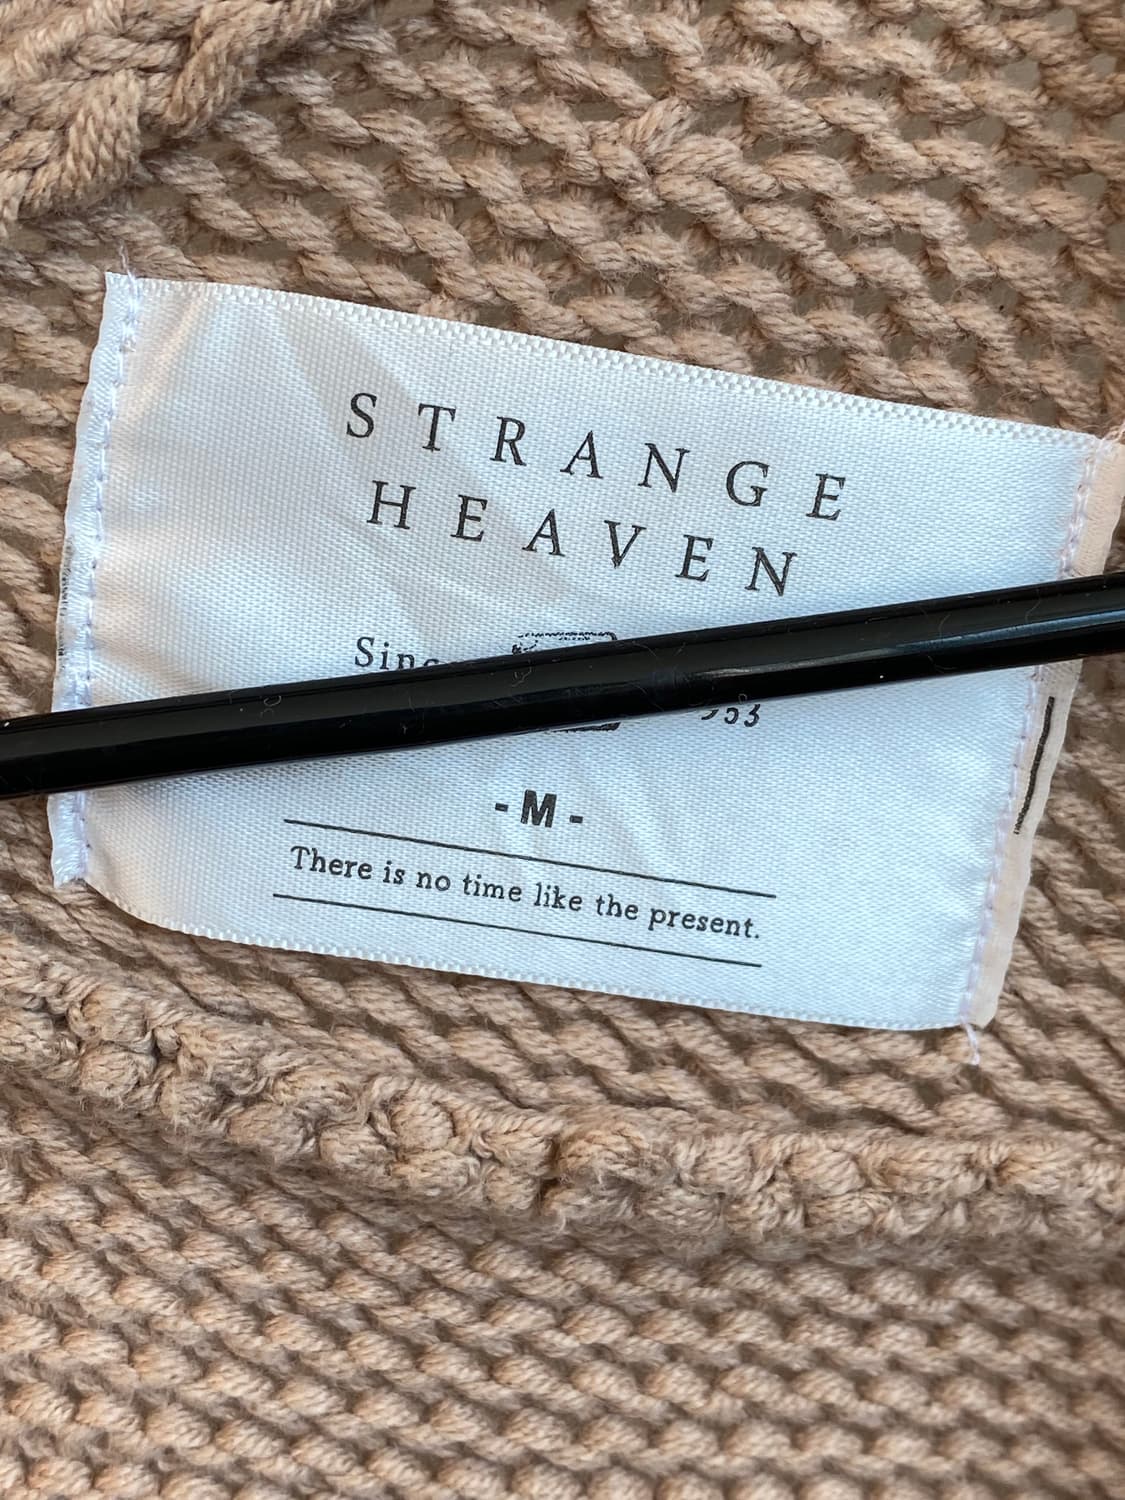 STRANGE
HEAVEN
- M -
There is no time like the present.